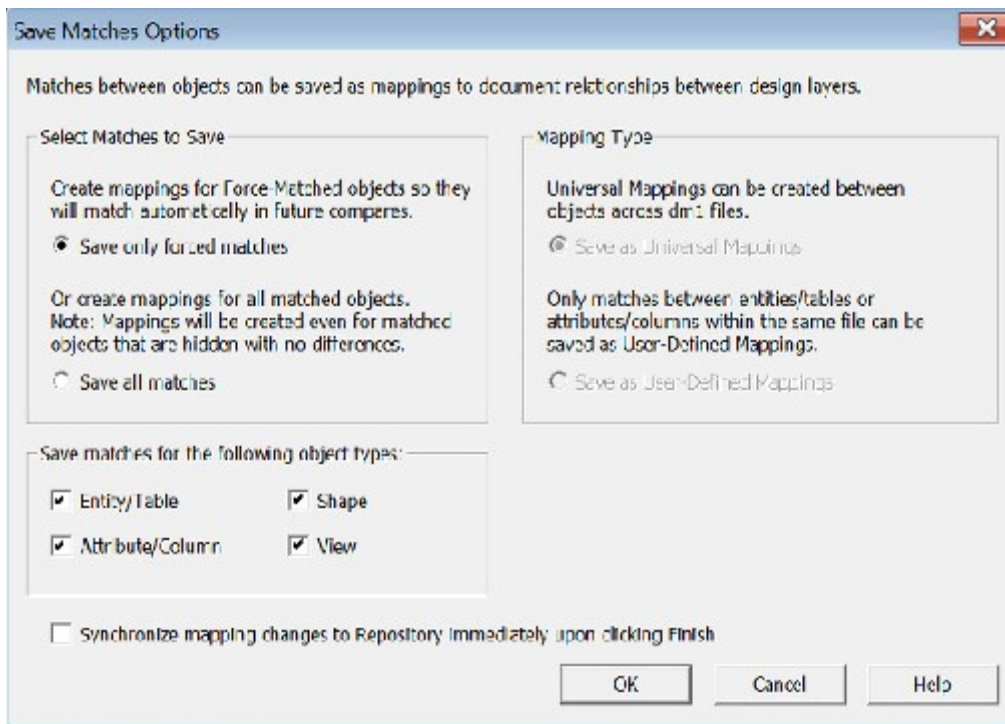 Save Matches Options
Matches between objects can be saved as mappings to document relationships between design layers.
Select Matches to Save
Create mappings for Force-Matched objects so they
will match automatically in future compares.
Save only forced matches
Or create mappings for all matched objects.
Note: Mappings will be created even for matched
objects that are hidden with no differences.
Save all matches
Mapping Type
Universal Mappings can be created between
objects across dm1 files.
Save as Universal Mappings
Only matches between entities/tables or
attributes/columns within the same file can be
saved as User-Defined Mappings.
Save as User-Defined Mappings
Save matches for the following object types:
Entity/Table
Shape
Attribute/Column
View
Synchronize mapping changes to Repository immediately upon clicking Finish
OK
Cancel
Help